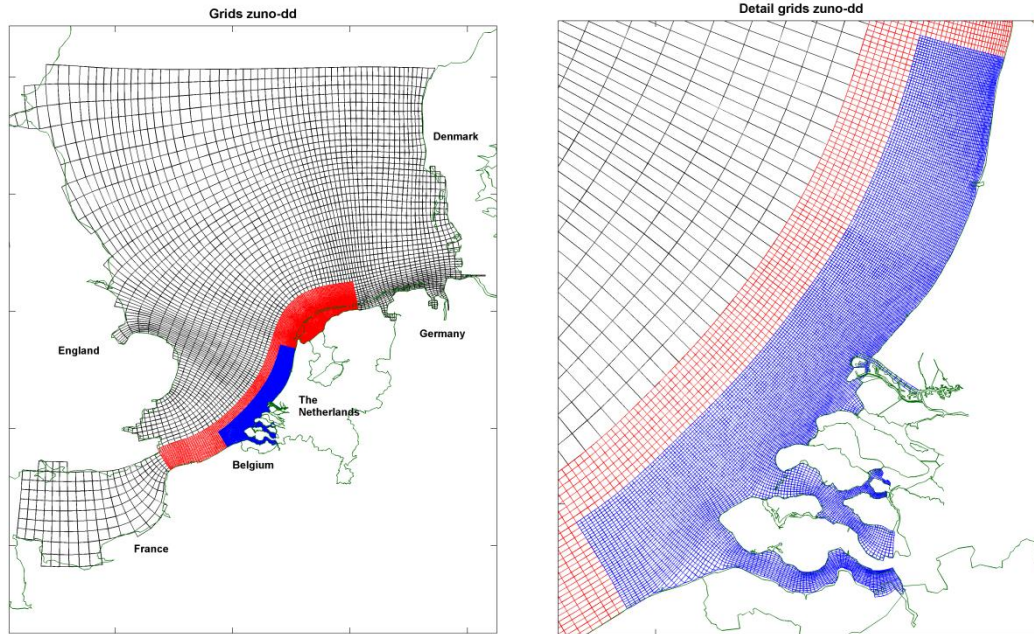 Grids zuno-dd
Detail grids zuno-dd
Denmark
Germany
England
The
Netherlands
Belgium
France